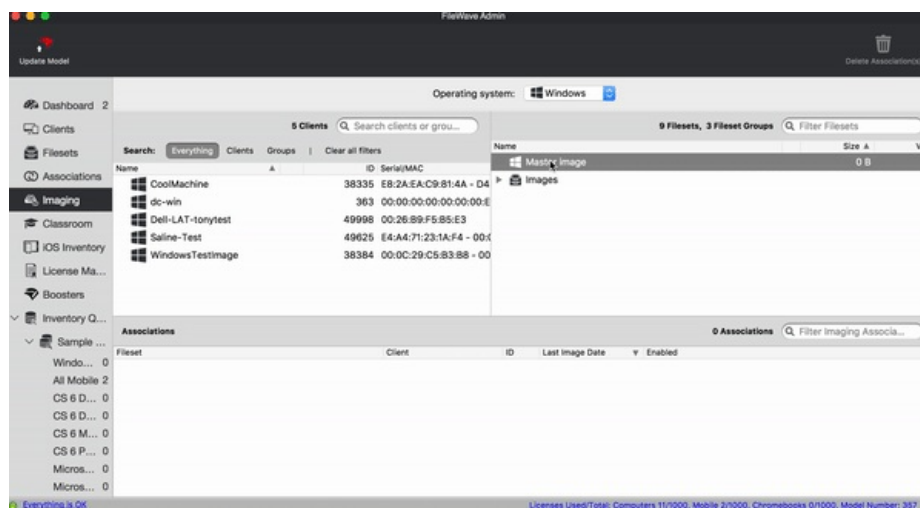 FileWave Admin
Update Model
Delete Association(s
Operating system: Windows
Dashboard 2
Clients
Filesets
Associations
Imaging
Classroom
iOS Inventory
License Ma...
Boosters
Inventory Q...
Sample ...
Windo... 0
All Mobile 2
CS 6 D... 0
CS 6 D... 0
CS 6 M... 0
CS 6 P... 0
Micros... 0
Micros... 0
5 Clients Search clients or grou...
Search: Everything Clients Groups | Clear all filters
Name ID Serial/MAC
CoolMachine 38335 E8:2A:EA:C9:81:4A - D4
dc-win 363 00:00:00:00:00:00:00:E
Dell-LAT-tonytest 49998 00:26:B9:F5:B5:E3
Saline-Test 49625 E4:A4:71:23:1A:F4 - 00:0
WindowsTestImage 38384 00:0C:29:C5:B3:B8 - 00
9 Filesets, 3 Fileset Groups Filter Filesets
Name Size V
Master Image 0 B
Images
Associations 0 Associations Filter Imaging Associa...
Fileset Client ID Last Image Date Enabled
Everything is OK
Licenses Used/Total: Computers 11/1000, Mobile 2/1000, Chromebooks 0/1000, Model Number: 357